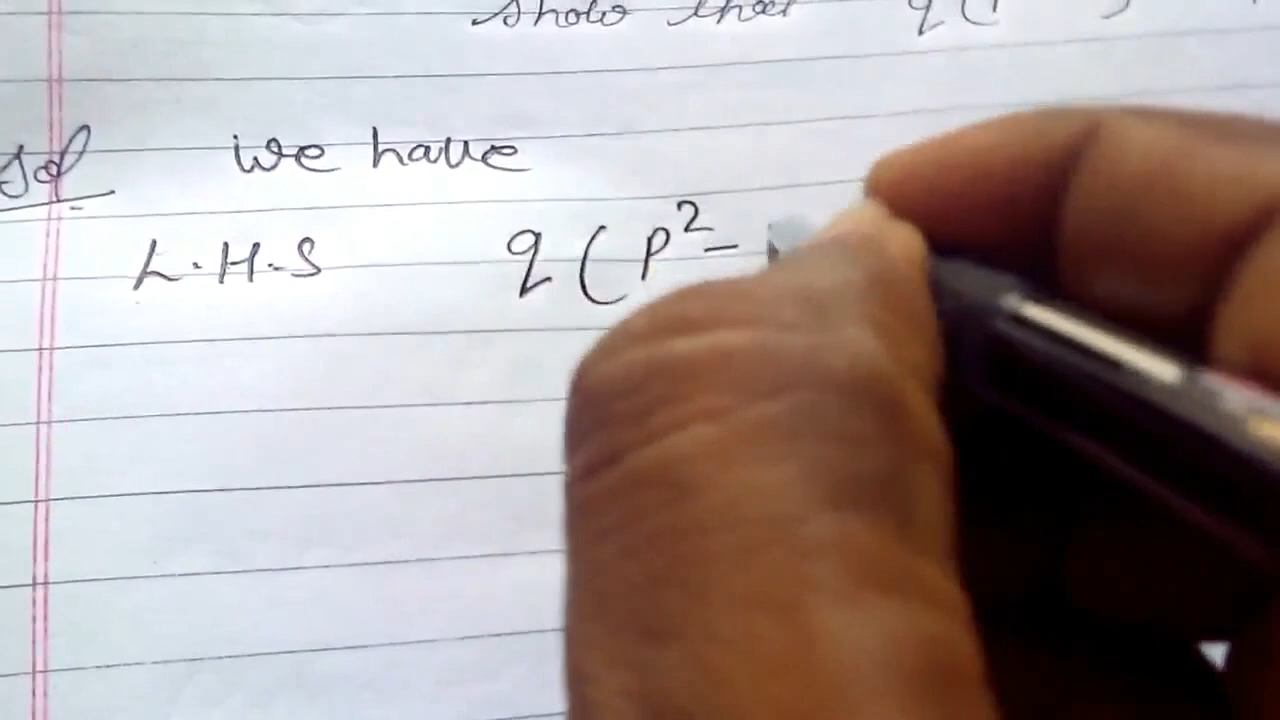 show that q (
Sol We have
L.H.S q ( p² -